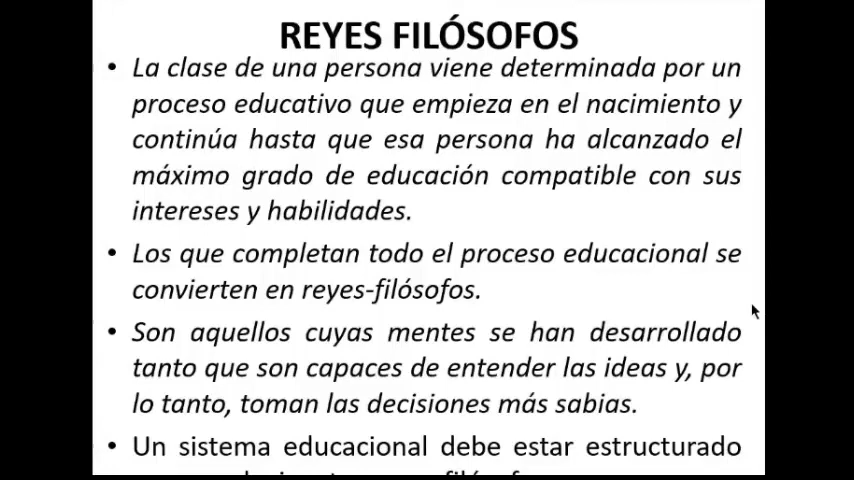 REYES FILÓSOFOS
• La clase de una persona viene determinada por un
proceso educativo que empieza en el nacimiento y
continúa hasta que esa persona ha alcanzado el
máximo grado de educación compatible con sus
intereses y habilidades.
• Los que completan todo el proceso educacional se
convierten en reyes-filósofos.
• Son aquellos cuyas mentes se han desarrollado
tanto que son capaces de entender las ideas y, por
lo tanto, toman las decisiones más sabias.
• Un sistema educacional debe estar estructurado